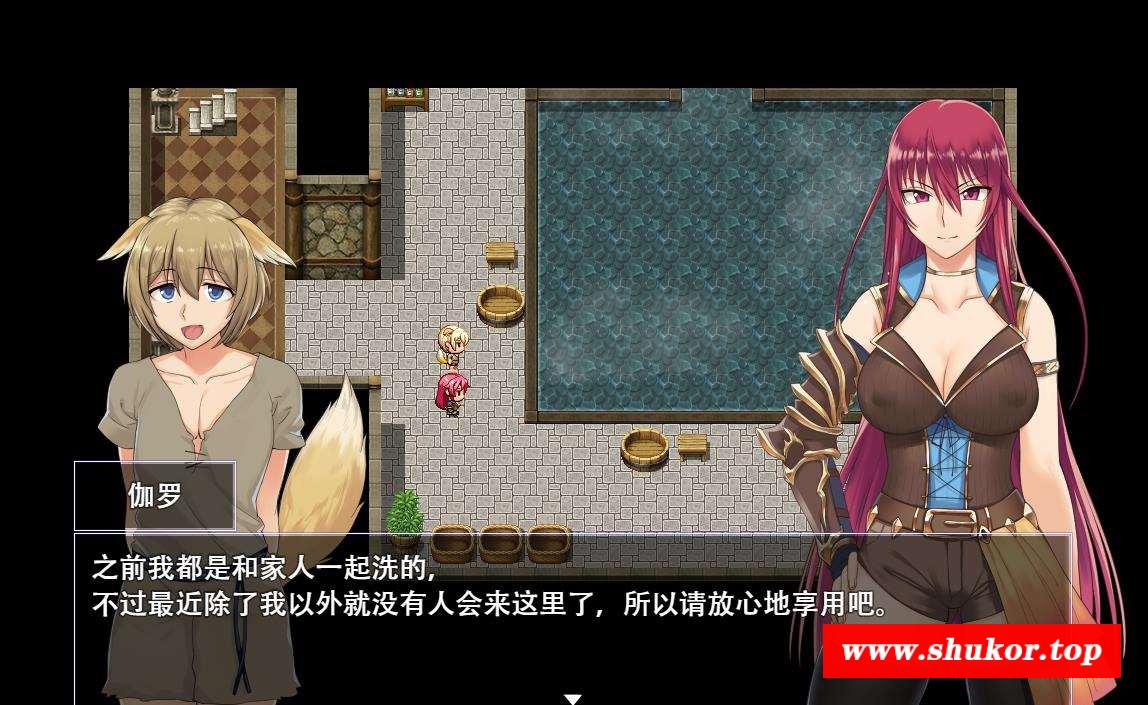 伽罗
之前我都是和家人一起洗的,
不过最近除了我以外就没有人会来这里了，所以请放心地享用吧。
www.shukor.top